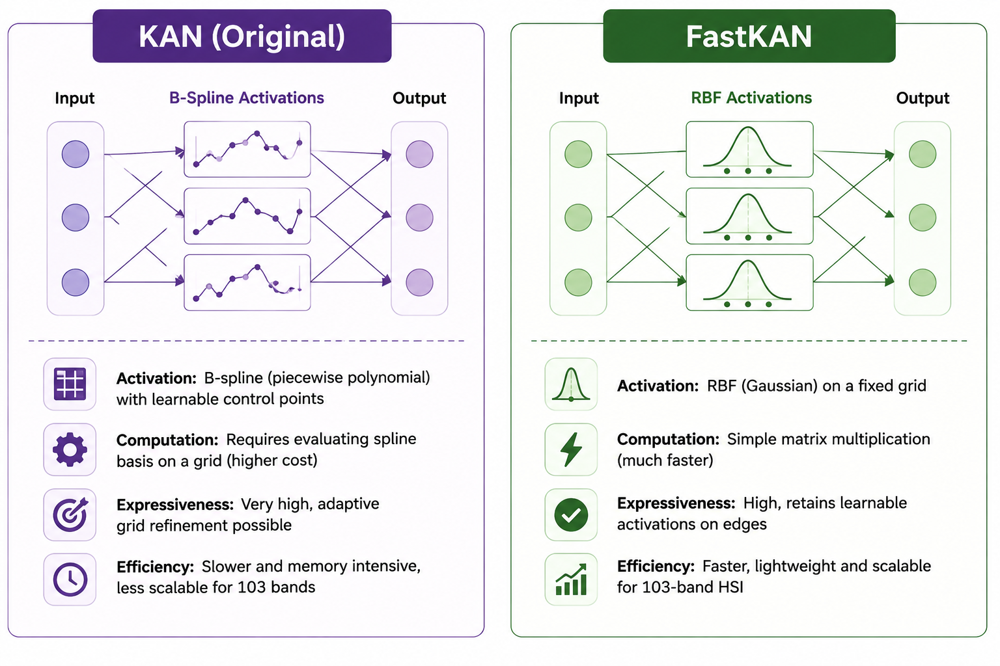 KAN (Original)
Input
B-Spline Activations
Output
Activation: B-spline (piecewise polynomial)
with learnable control points
Computation: Requires evaluating spline
basis on a grid (higher cost)
Expressiveness: Very high, adaptive
grid refinement possible
Efficiency: Slower and memory intensive,
less scalable for 103 bands
FastKAN
Input
RBF Activations
Output
Activation: RBF (Gaussian) on a fixed grid
Computation: Simple matrix multiplication
(much faster)
Expressiveness: High, retains learnable
activations on edges
Efficiency: Faster, lightweight and scalable
for 103-band HSI